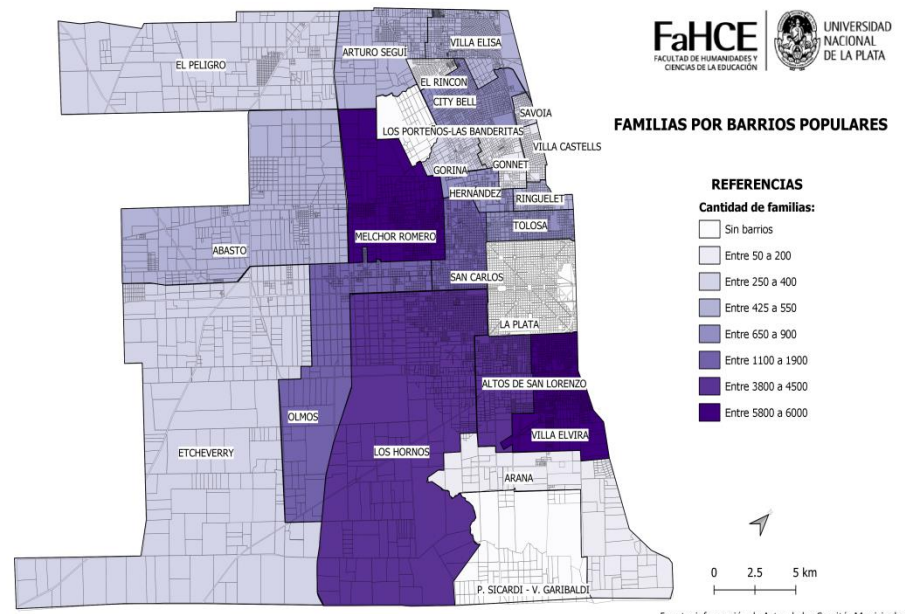 FaHCE
FACULTAD DE HUMANIDADES Y
CIENCIAS DE LA EDUCACIÓN
UNIVERSIDAD
NACIONAL
DE LA PLATA
FAMILIAS POR BARRIOS POPULARES
REFERENCIAS
Cantidad de familias:
Sin barrios
Entre 50 a 200
Entre 250 a 400
Entre 425 a 550
Entre 650 a 900
Entre 1100 a 1900
Entre 3800 a 4500
Entre 5800 a 6000
VILLA ELISA
ARTURO SEGUI
EL PELIGRO
EL RINCON
CITY BELL
SAVOIA
LOS PORTEÑOS-LAS BANDERITAS
VILLA CASTELLS
GONNET
GORINA
HERNANDEZ
RINGUELET
TOLOSA
MELCHOR ROMERO
ABASTO
SAN CARLOS
LA PLATA
ALTOS DE SAN LORENZO
OLMOS
VILLA ELVIRA
ETCHEVERRY
LOS HORNOS
ARANA
P. SICARDI - V. GARIBALDI
0 2.5 5 km